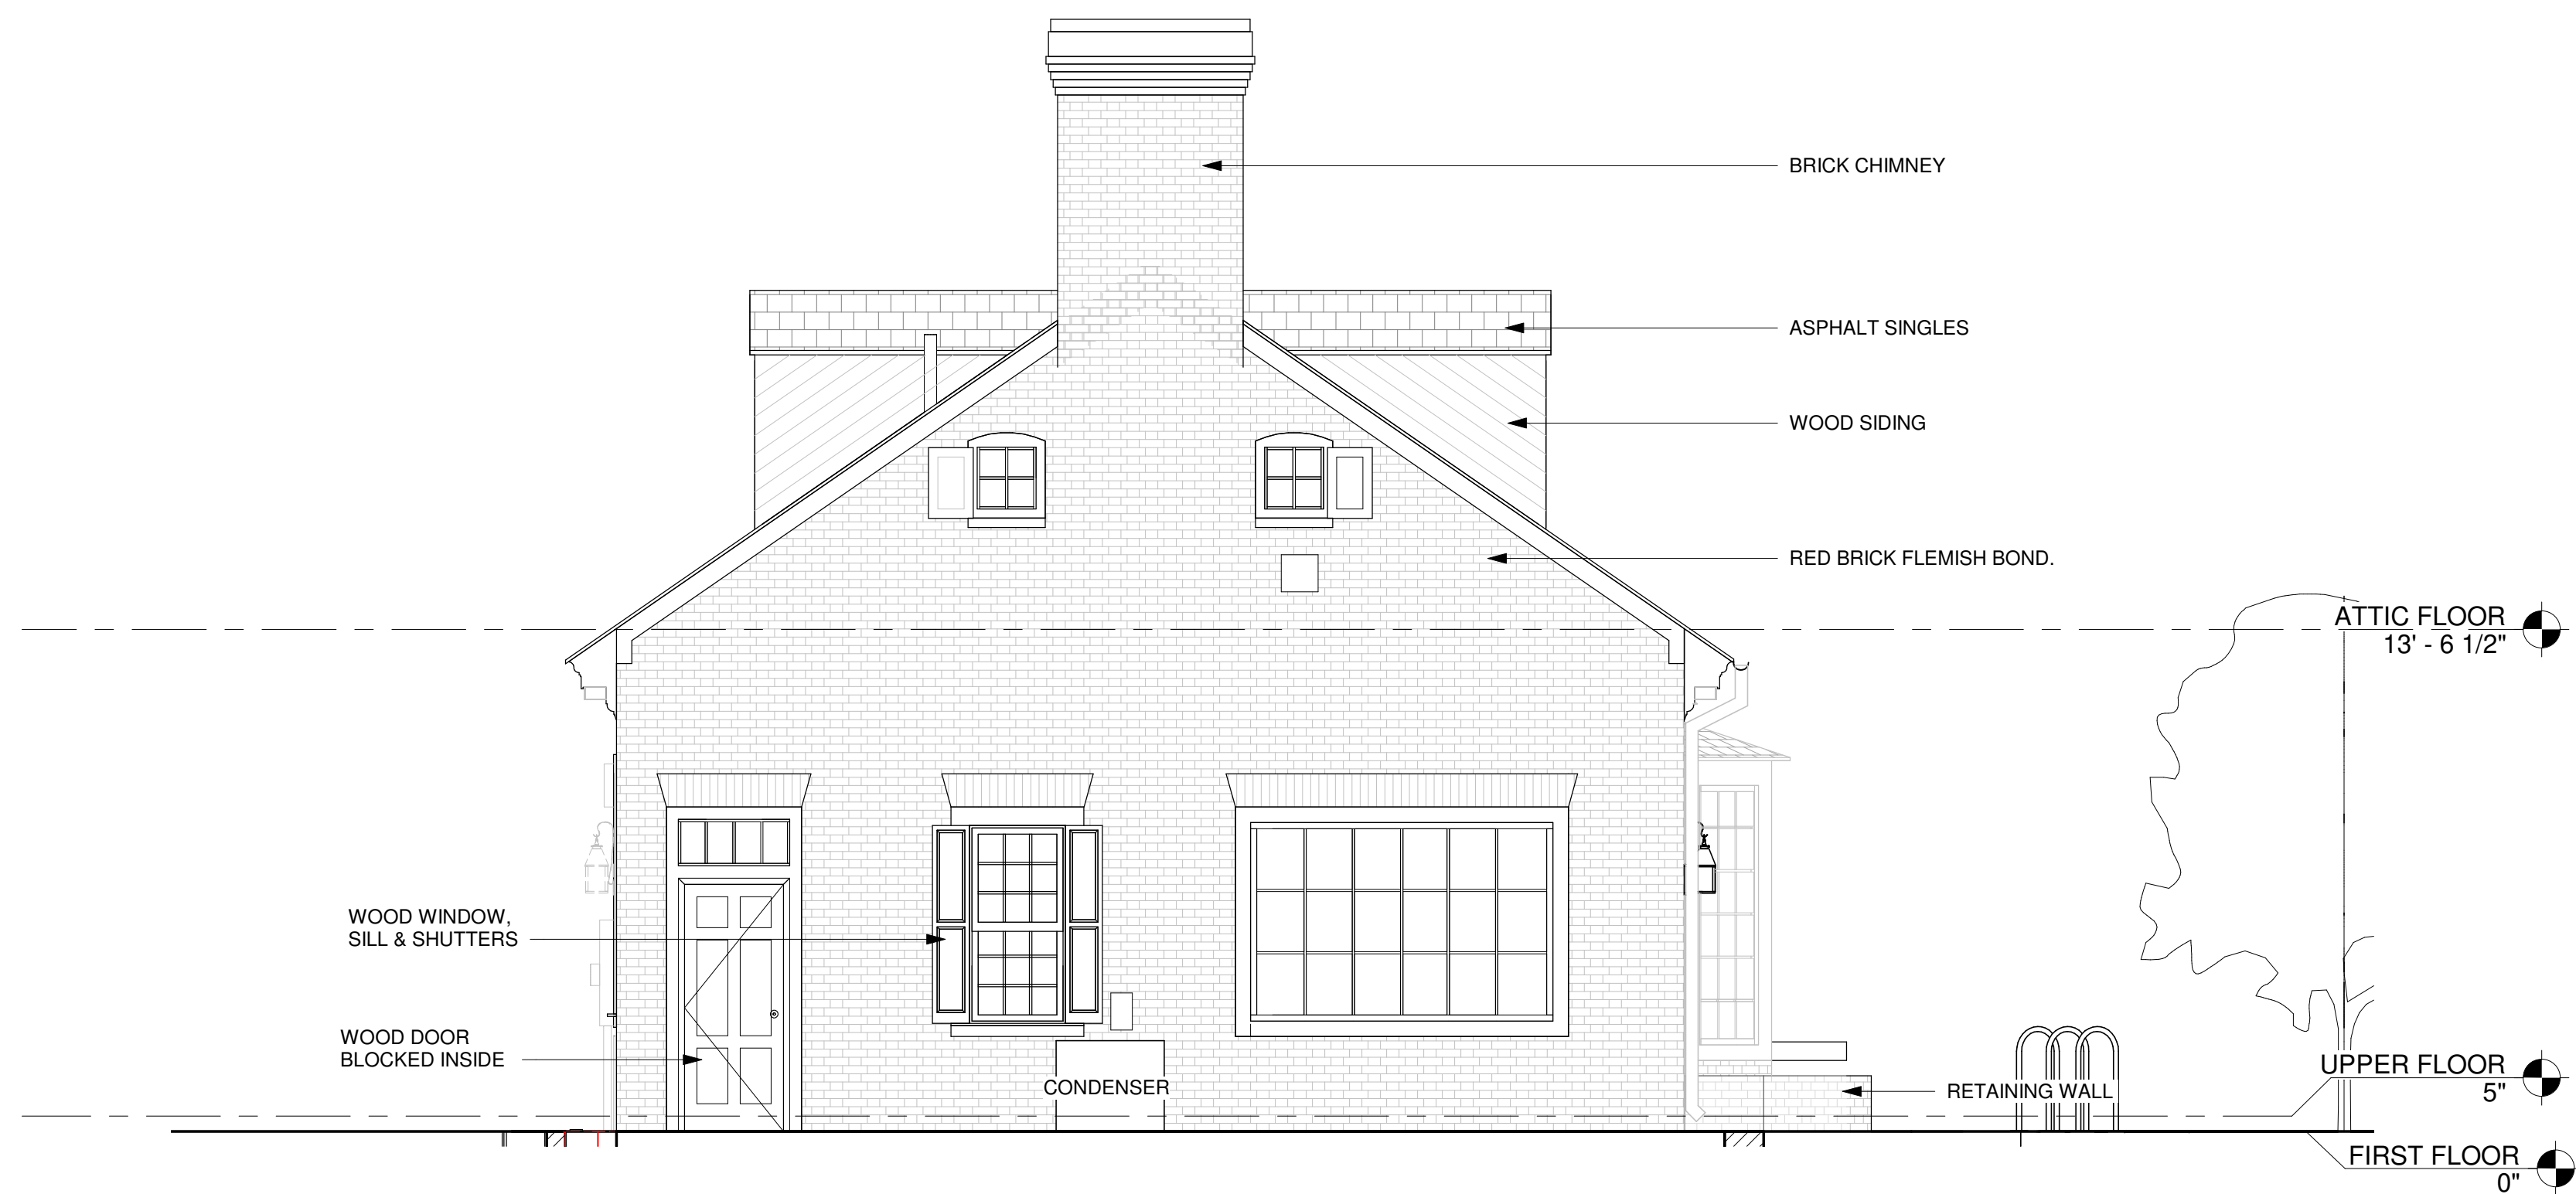 BRICK CHIMNEY
ASPHALT SINGLES
WOOD SIDING
RED BRICK FLEMISH BOND.
ATTIC FLOOR
13' - 6 1/2"
WOOD WINDOW,
SILL & SHUTTERS
WOOD DOOR
BLOCKED INSIDE
CONDENSER
RETAINING WALL
UPPER FLOOR
5"
FIRST FLOOR
0"